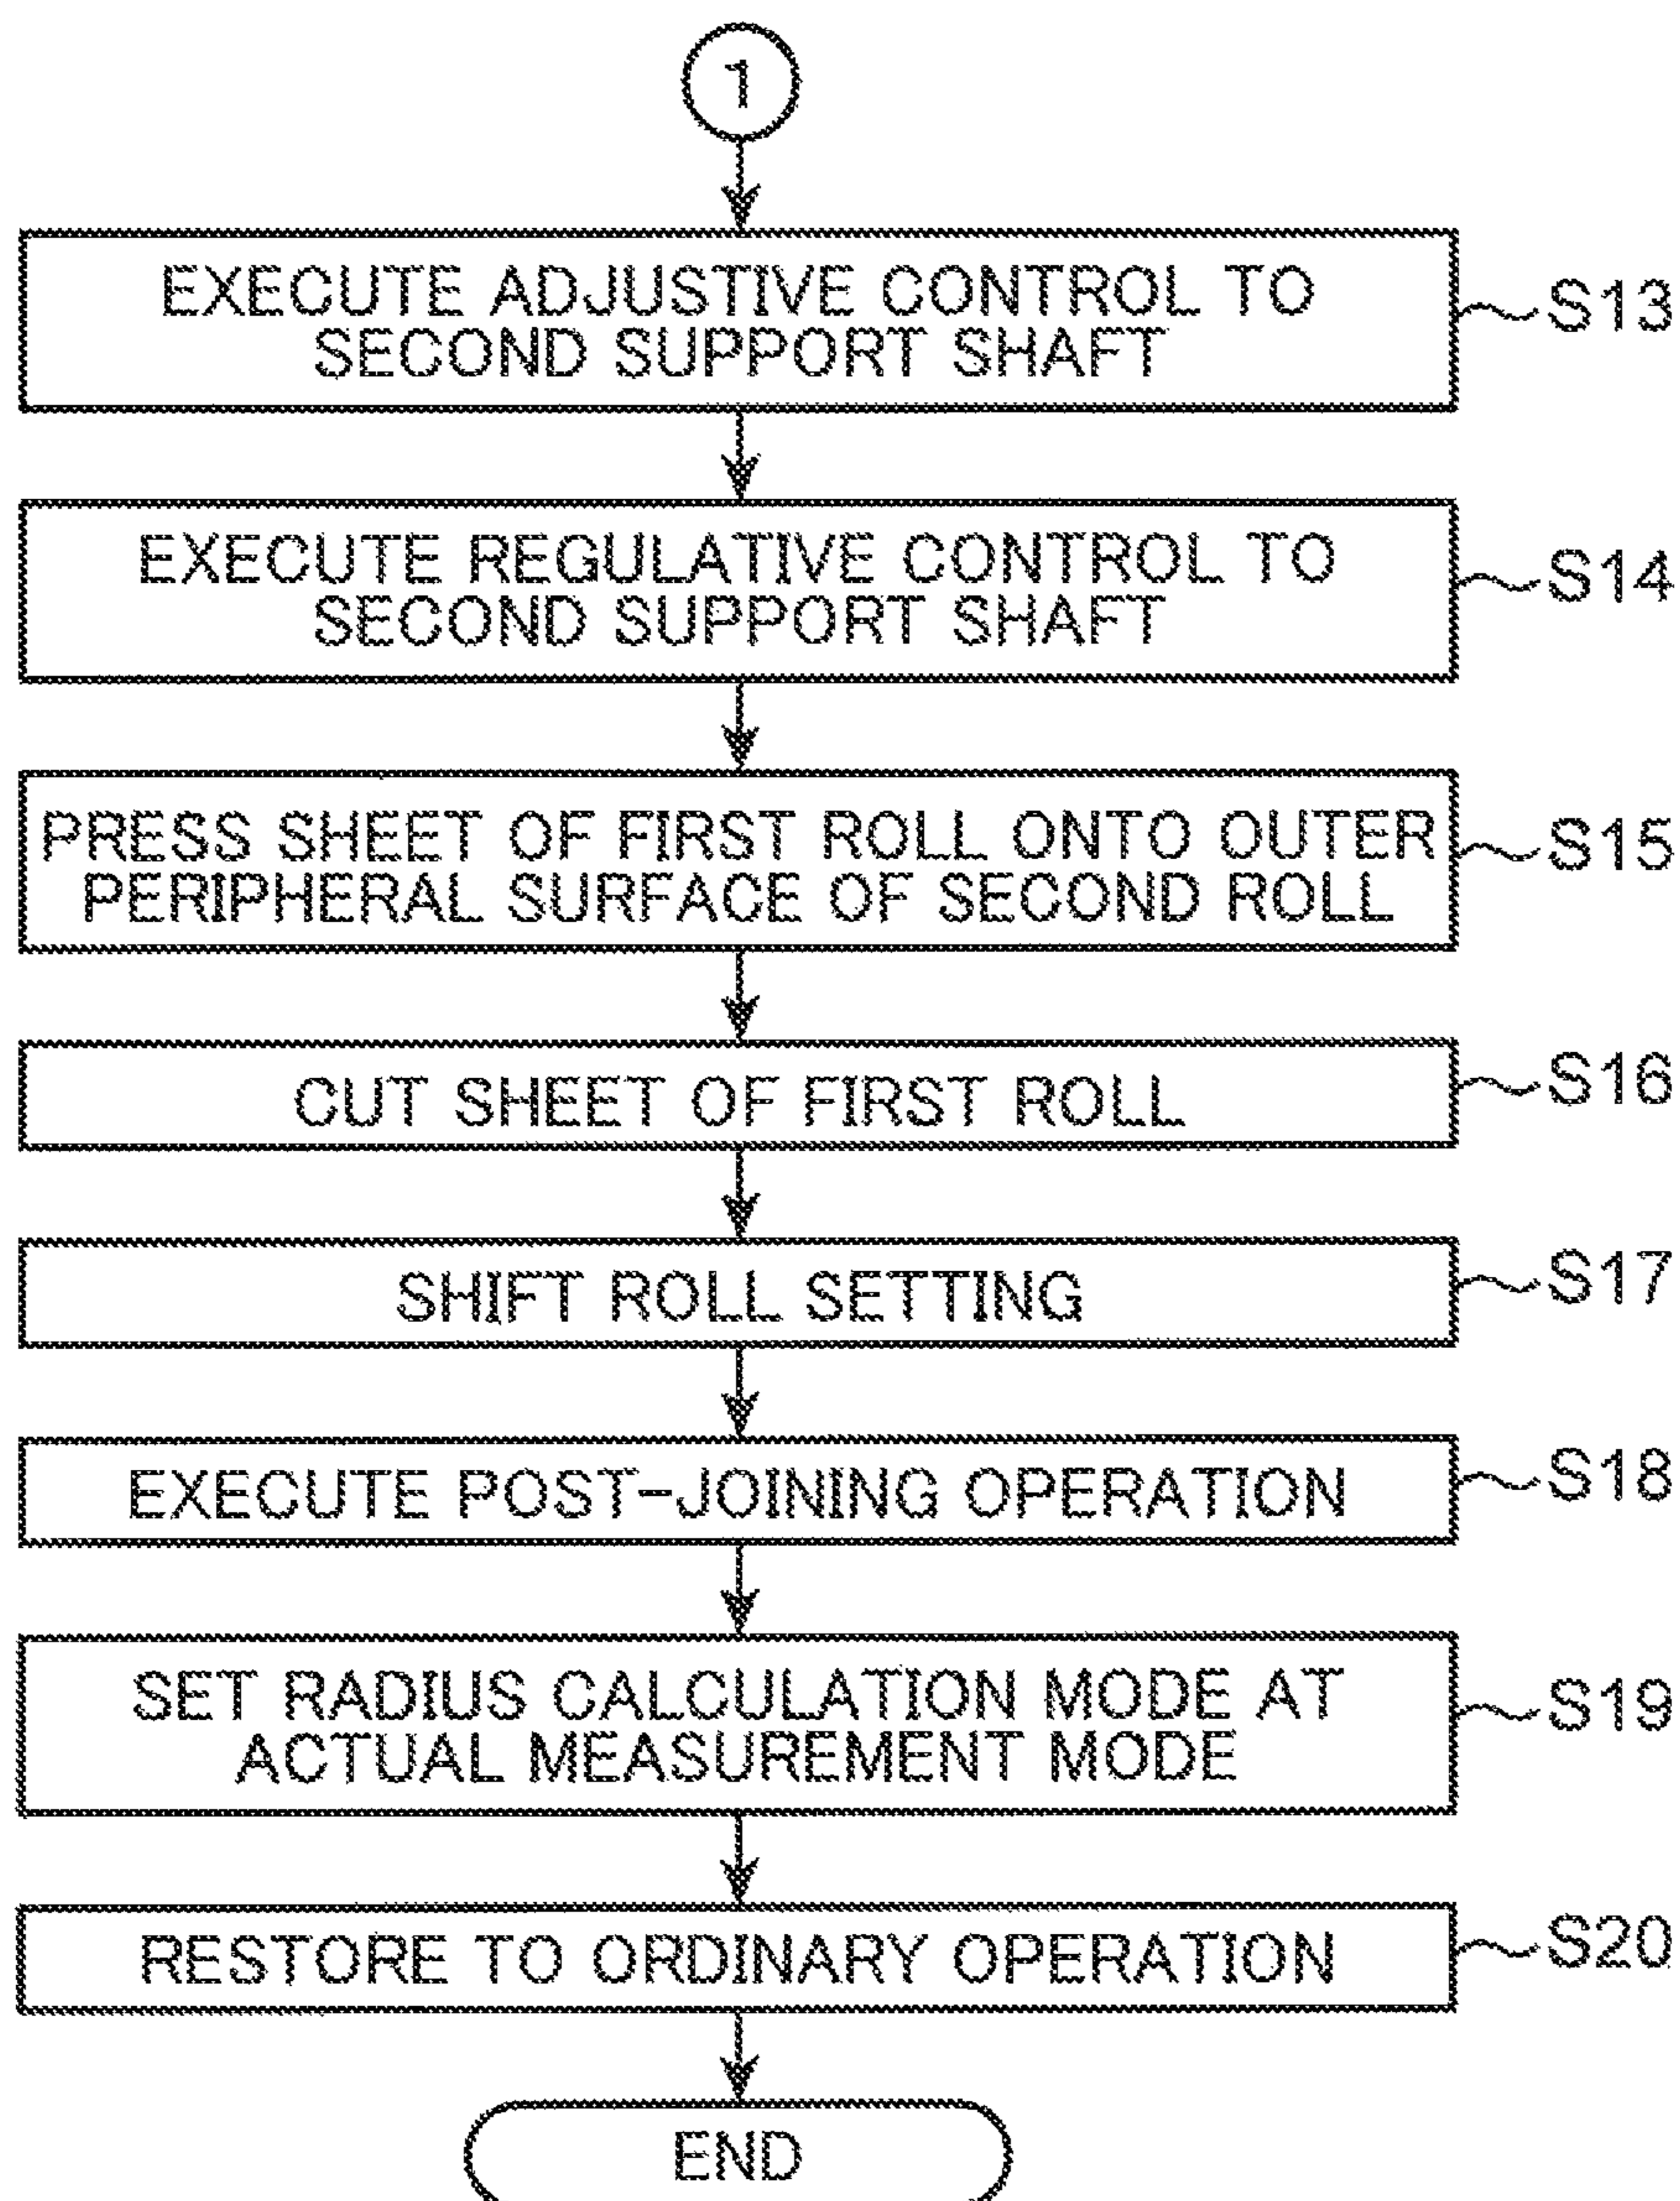 1
EXECUTE ADJUSTIVE CONTROL TO
SECOND SUPPORT SHAFT
S13
EXECUTE REGULATIVE CONTROL TO
SECOND SUPPORT SHAFT
S14
PRESS SHEET OF FIRST ROLL ONTO OUTER
PERIPHERAL SURFACE OF SECOND ROLL
S15
CUT SHEET OF FIRST ROLL
S16
SHIFT ROLL SETTING
S17
EXECUTE POST-JOINING OPERATION
S18
SET RADIUS CALCULATION MODE AT
ACTUAL MEASUREMENT MODE
S19
RESTORE TO ORDINARY OPERATION
S20
END